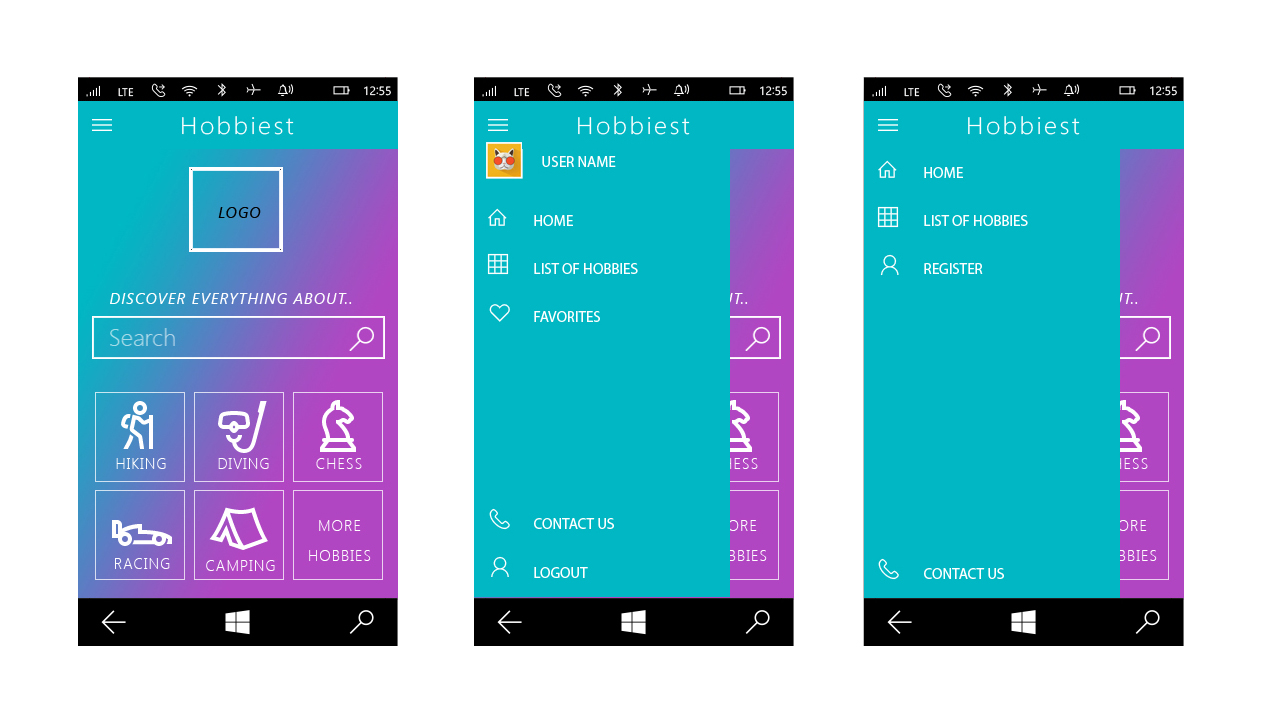 LTE 12:55
Hobbiest
LOGO
DISCOVER EVERYTHING ABOUT..
Search
HIKING DIVING CHESS
RACING CAMPING MORE
HOBBIES
LTE 12:55
Hobbiest
USER NAME
HOME
LIST OF HOBBIES
FAVORITES
CONTACT US
LOGOUT
UT..
ESS
ORE
BBIES
LTE 12:55
Hobbiest
HOME
LIST OF HOBBIES
REGISTER
CONTACT US
UT..
ESS
ORE
BBIES